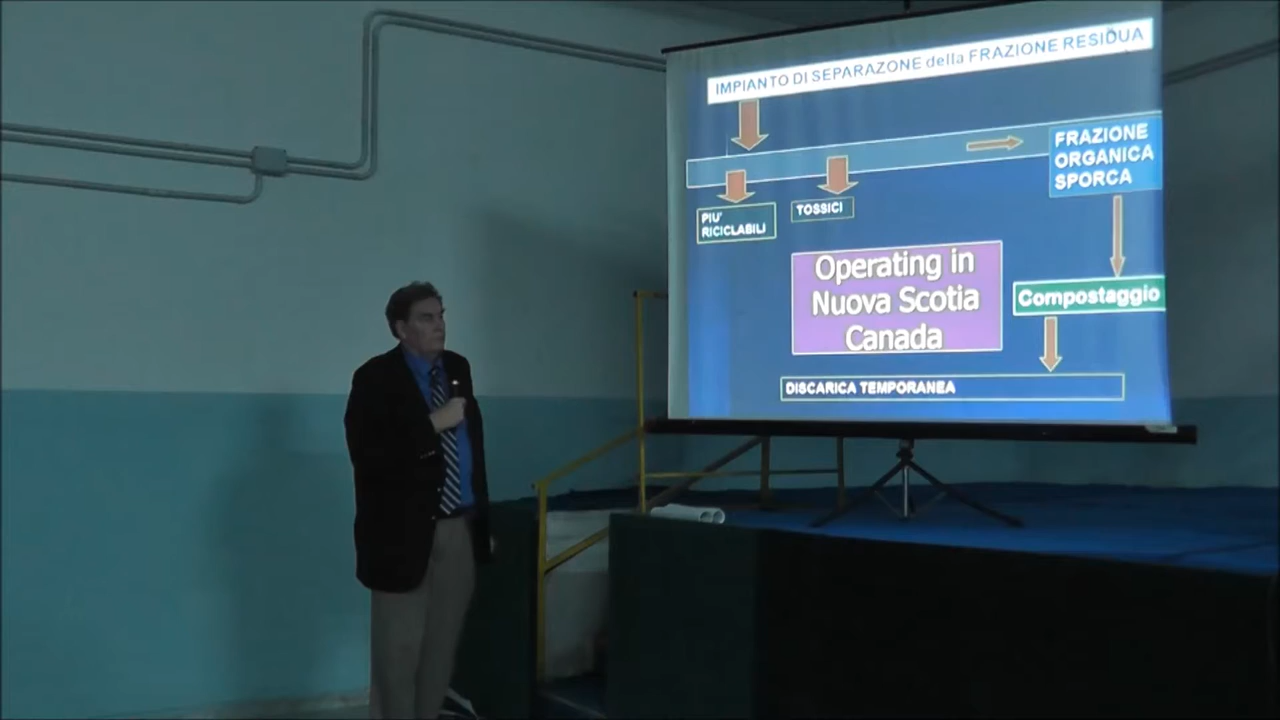 IMPIANTO DI SEPARAZONE della FRAZIONE RESIDUA
FRAZIONE
ORGANICA
SPORCA
PIU'
RICICLABILI
TOSSICI
Operating in
Nuova Scotia
Canada
Compostaggio
DISCARICA TEMPORANEA